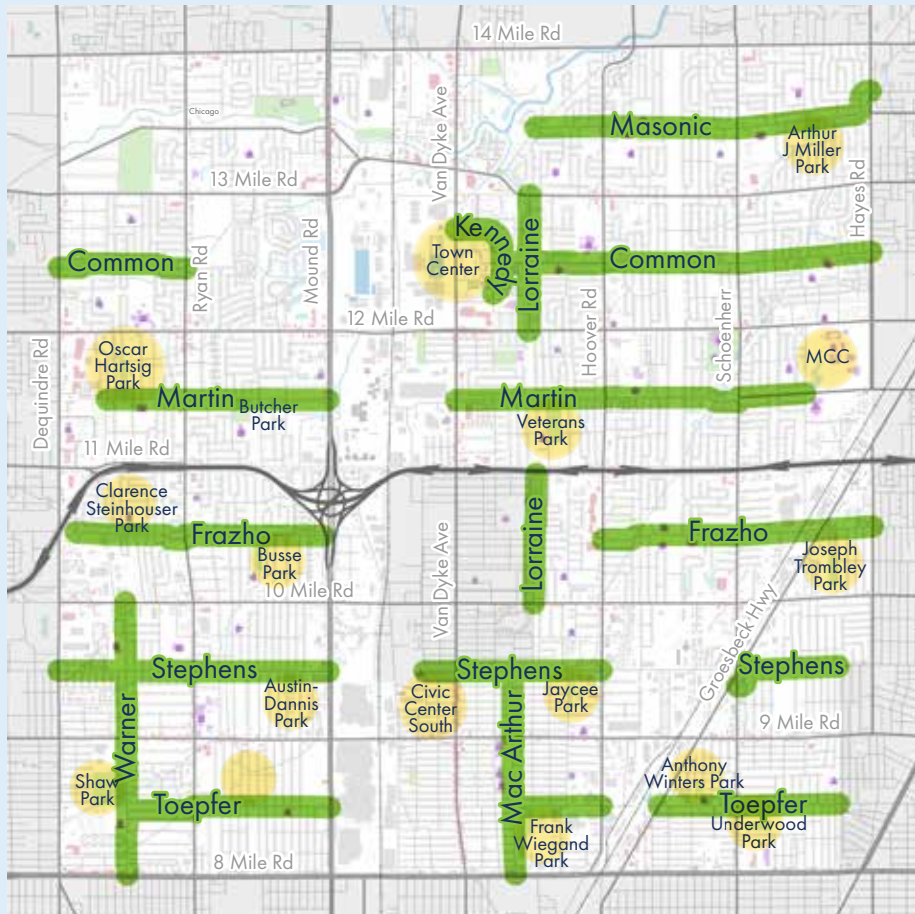 14 Mile Rd
Chicago
Van Dyke Ave
Masonic
Arthur
J Miller
Park
13 Mile Rd
Hayes Rd
Kennedy
Town
Center
Lorraine
Common
Ryan Rd
Mound Rd
Common
12 Mile Rd
Hoover Rd
Schoenherr
Dequindre Rd
Oscar
Hartsig
Park
MCC
Martin
Butcher
Park
Martin
Veterans
Park
11 Mile Rd
Clarence
Steinhouser
Park
Frazho
Busse
Park
Lorraine
Frazho
Joseph
Trombley
Park
10 Mile Rd
Van Dyke Ave
Groesbeck Hwy
Stephens
Stephens
Stephens
Austin-
Dannis
Park
Civic
Center
South
Jaycee
Park
9 Mile Rd
Warner
Mac Arthur
Shaw
Park
Toepfer
Anthony
Winters Park
Toepfer
Underwood
Park
Frank
Wiegand
Park
8 Mile Rd